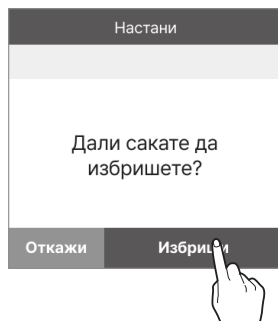 Настани
Дали сакате да
избришете?
Откажи Избриши